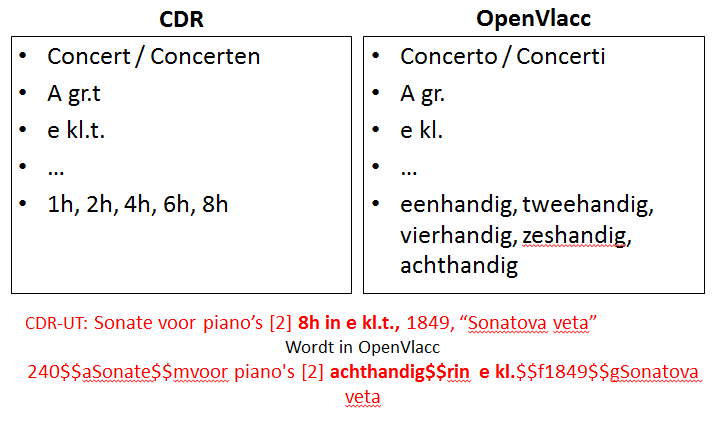 CDR
Concert / Concerten
A gr.t
e kl.t.
...
1h, 2h, 4h, 6h, 8h
OpenVlacc
Concerto / Concerti
A gr.
e kl.
...
eenhandig, tweehandig,
vierhandig, zeshandig,
achthandig
CDR-UT: Sonate voor piano’s [2] 8h in e kl.t., 1849, “Sonatova veta”
Wordt in OpenVlacc
240$$aSonate$$mvoor piano's [2] achthandig$$rin e kl.$$f1849$$gSonatova
veta